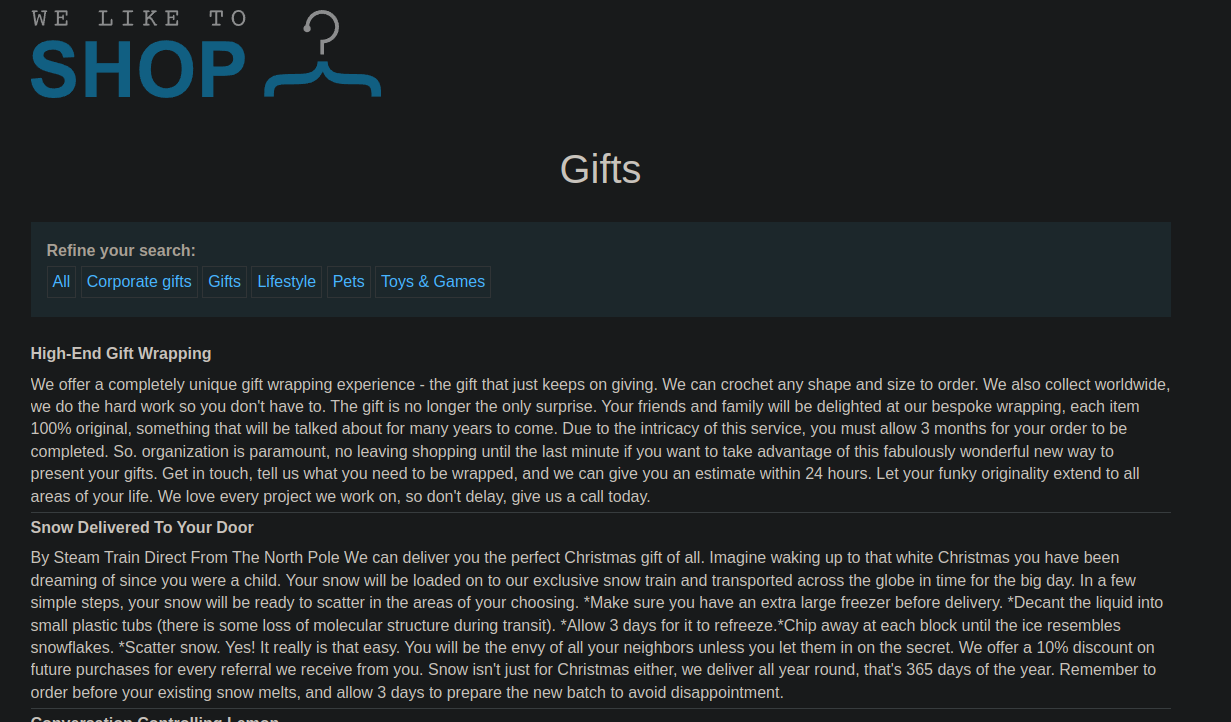 WE LIKE TO
SHOP
Gifts
Refine your search:
All Corporate gifts Gifts Lifestyle Pets Toys & Games
High-End Gift Wrapping
We offer a completely unique gift wrapping experience - the gift that just keeps on giving. We can crochet any shape and size to order. We also collect worldwide,
we do the hard work so you don't have to. The gift is no longer the only surprise. Your friends and family will be delighted at our bespoke wrapping, each item
100% original, something that will be talked about for many years to come. Due to the intricacy of this service, you must allow 3 months for your order to be
completed. So. organization is paramount, no leaving shopping until the last minute if you want to take advantage of this fabulously wonderful new way to
present your gifts. Get in touch, tell us what you need to be wrapped, and we can give you an estimate within 24 hours. Let your funky originality extend to all
areas of your life. We love every project we work on, so don't delay, give us a call today.
Snow Delivered To Your Door
By Steam Train Direct From The North Pole We can deliver you the perfect Christmas gift of all. Imagine waking up to that white Christmas you have been
dreaming of since you were a child. Your snow will be loaded on to our exclusive snow train and transported across the globe in time for the big day. In a few
simple steps, your snow will be ready to scatter in the areas of your choosing. *Make sure you have an extra large freezer before delivery. *Decant the liquid into
small plastic tubs (there is some loss of molecular structure during transit). *Allow 3 days for it to refreeze.*Chip away at each block until the ice resembles
snowflakes. *Scatter snow. Yes! It really is that easy. You will be the envy of all your neighbors unless you let them in on the secret. We offer a 10% discount on
future purchases for every referral we receive from you. Snow isn't just for Christmas either, we deliver all year round, that's 365 days of the year. Remember to
order before your existing snow melts, and allow 3 days to prepare the new batch to avoid disappointment.
Conversation Controlling Lemon